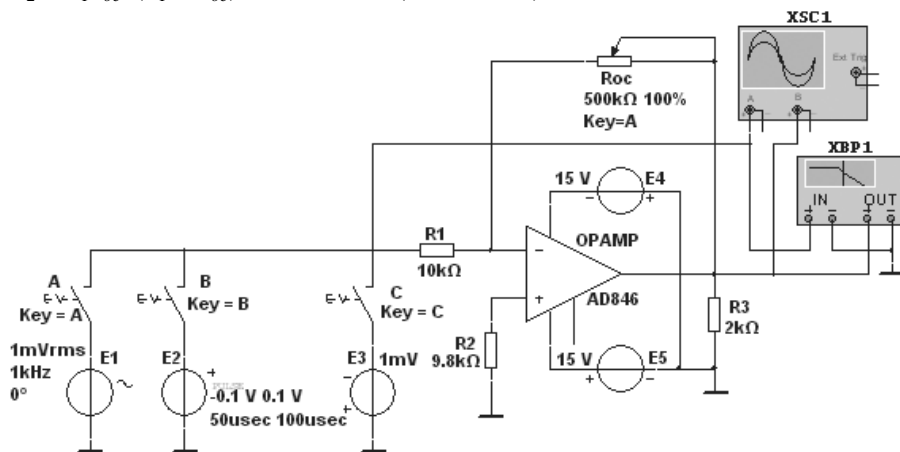 XSC1
Ext Trig
A B
Roc
500kΩ 100%
Key=A
XBP1
IN OUT
15 V E4
OPAMP
AD846
R1
10kΩ
A
Key = A
B
Key = B
C
Key = C
R2
9.8kΩ
R3
2kΩ
15 V E5
1mVrms
1kHz
0°
E1
E2
PULSE
-0.1 V 0.1 V
50usec 100usec
E3 1mV